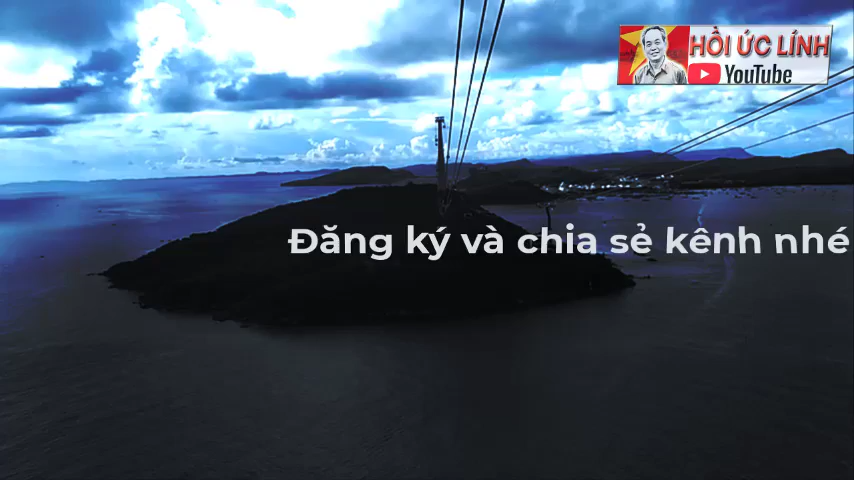 HỒI ỨC LÍNH
YouTube
Đăng ký và chia sẻ kênh nhé